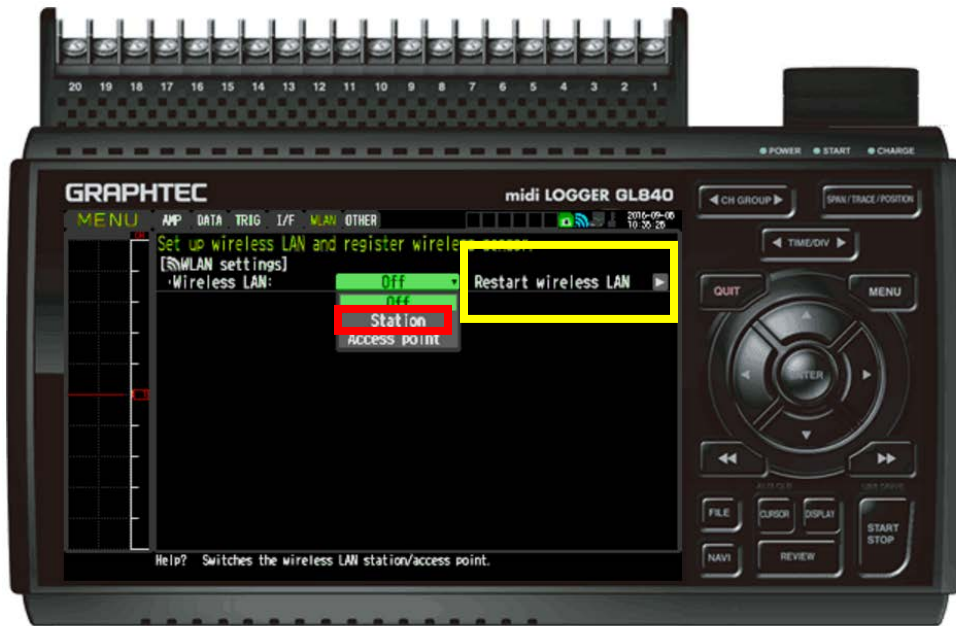 20 19 18 17 16 15 14 13 12 11 10 9 8 7 6 5 4 3 2 1
POWER START CHARGE
GRAPHTEC midi LOGGER GL840
CH GROUP SPAN / TRACE / POSITION
MENU AMP DATA TRIG I/F WLAN OTHER 2016-09-06
10:35:26
TIME/DIV
Set up wireless LAN and register wireless sensor.
[WLAN settings]
·Wireless LAN: Off Restart wireless LAN
Off
Station
Access point
QUIT MENU
ENTER
FILE CURSOR DISPLAY START
STOP
NAVI REVIEW
Help? Switches the wireless LAN station/access point.